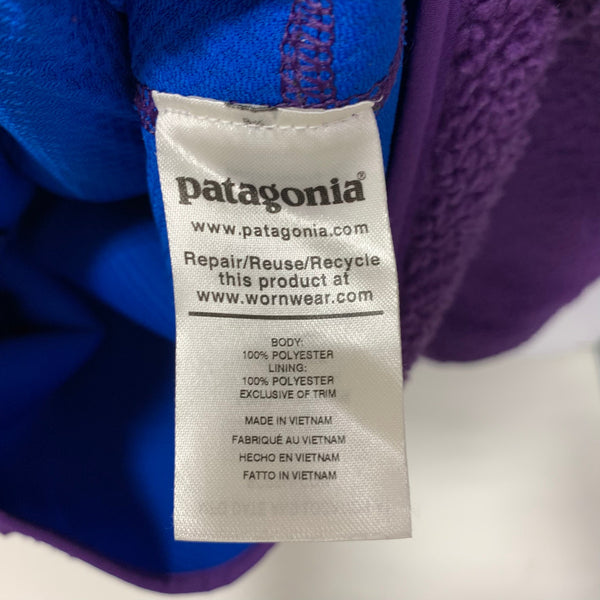 patagonia
www.patagonia.com
Repair/Reuse/Recycle
this product at
www.wornwear.com
BODY:
100% POLYESTER
LINING:
100% POLYESTER
EXCLUSIVE OF TRIM
MADE IN VIETNAM
FABRIQUÉ AU VIETNAM
HECHO EN VIETNAM
FATTO IN VIETNAM